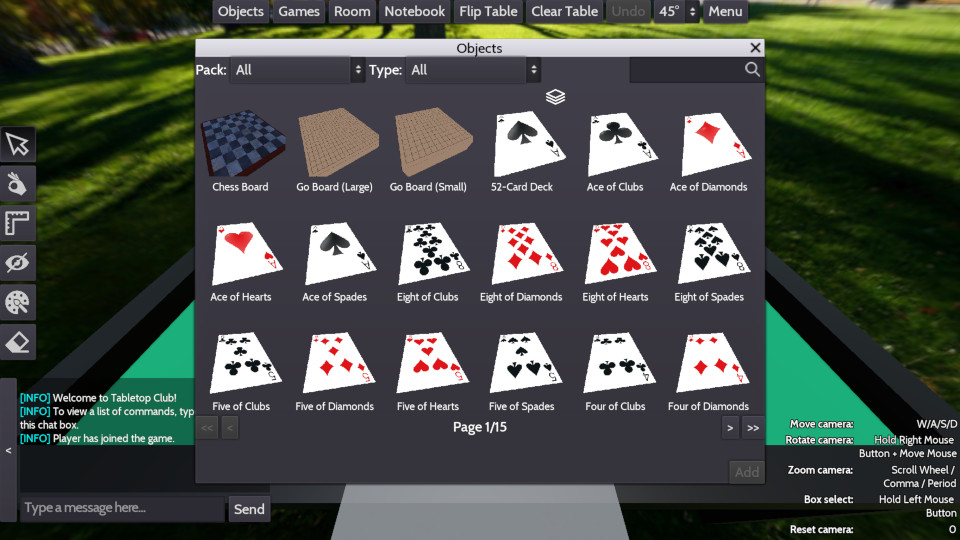 Objects Games Room Notebook Flip Table Clear Table Undo 45° Menu
Objects
Pack: All Type: All
Chess Board Go Board (Large) Go Board (Small) 52-Card Deck Ace of Clubs Ace of Diamonds
Ace of Hearts Ace of Spades Eight of Clubs Eight of Diamonds Eight of Hearts Eight of Spades
Five of Clubs Five of Diamonds Five of Hearts Five of Spades Four of Clubs Four of Diamonds
<< < Page 1/15 > >>
Add
[INFO] Welcome to Tabletop Club!
[INFO] To view a list of commands, typ
this chat box.
[INFO] Player has joined the game.
<
Type a message here... Send
Move camera: W/A/S/D
Rotate camera: Hold Right Mouse
Button + Move Mouse
Zoom camera: Scroll Wheel /
Comma / Period
Box select: Hold Left Mouse
Button
Reset camera: 0